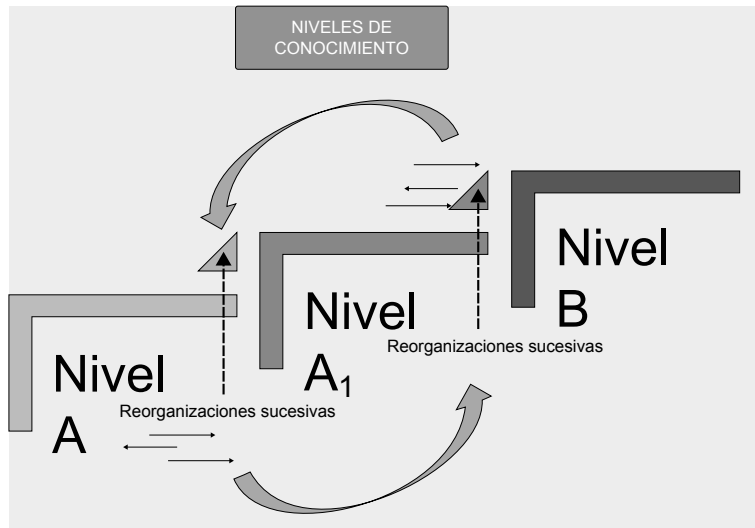 NIVELES DE
CONOCIMIENTO
Nivel
B
Nivel
A₁
Reorganizaciones sucesivas
Nivel
A
Reorganizaciones sucesivas